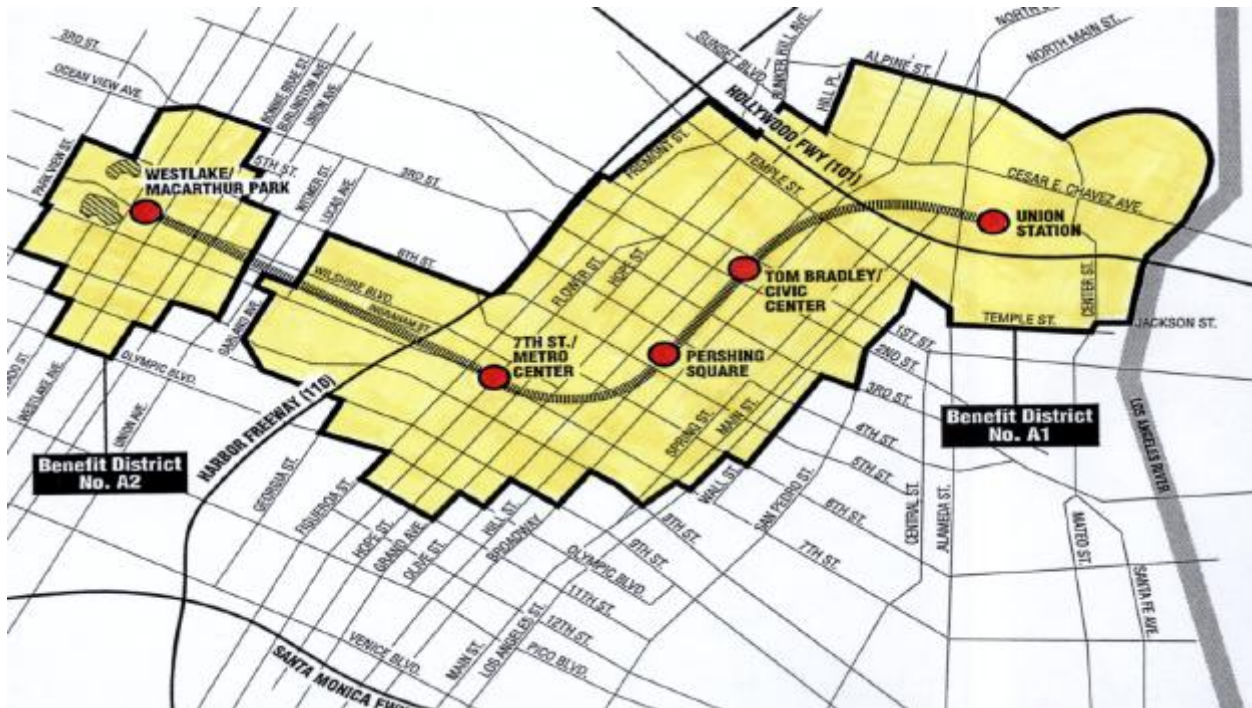 3RD ST.
OCEAN VIEW AVE.
BONNIE BRAE ST.
BURLINGTON AVE.
UNION AVE.
PARK VIEW ST.
5TH ST.
WITMER ST.
LUCAS AVE.
3RD ST.
WESTLAKE/
MACARTHUR PARK
SUNSET BLVD.
BUNKER HILL AVE.
HILL PL.
ALPINE ST.
NORTH MAIN ST.
HOLLYWOOD FWY (101)
FREMONT ST.
TEMPLE ST.
CESAR E. CHAVEZ AVE.
UNION
STATION
6TH ST.
WILSHIRE BLVD.
INGRAHAM ST.
GARLAND AVE.
FLOWER ST.
HOPE ST.
TOM BRADLEY/
CIVIC
CENTER
CENTER ST.
TEMPLE ST.
JACKSON ST.
7TH ST./
METRO
CENTER
PERSHING
SQUARE
1ST ST.
2ND ST.
3RD ST.
4TH ST.
5TH ST.
6TH ST.
7TH ST.
SPRING ST.
MAIN ST.
WALL ST.
SAN PEDRO ST.
CENTRAL ST.
ALAMEDA ST.
MATEO ST.
SANTA FE AVE.
LOS ANGELES RIVER
Benefit District
No. A1
OLYMPIC BLVD.
WESTLAKE AVE.
UNION AVE.
HARBOR FREEWAY (110)
Benefit District
No. A2
GEORGIA ST.
FIGUEROA ST.
HOPE ST.
GRAND AVE.
OLIVE ST.
HILL ST.
BROADWAY
8TH ST.
9TH ST.
OLYMPIC BLVD.
11TH ST.
12TH ST.
PICO BLVD.
VENICE BLVD.
MAIN ST.
LOS ANGELES ST.
SANTA MONICA FWY